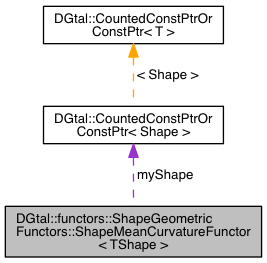 DGtal::CountedConstPtrOr
ConstPtr< T >
< Shape >
DGtal::CountedConstPtrOr
ConstPtr< Shape >
myShape
DGtal::functors::ShapeGeometric
Functors::ShapeMeanCurvatureFunctor
< TShape >